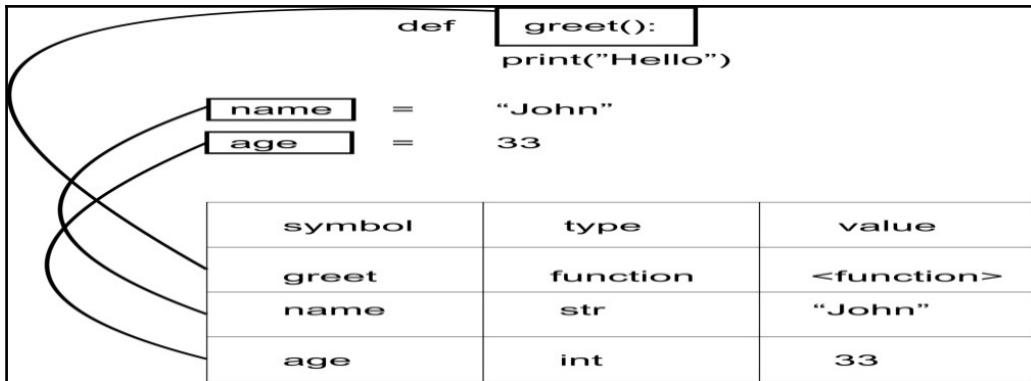 def greet():
print("Hello”)
name = “John”
age = 33
symbol type value
greet function <function>
name str “John”
age int 33